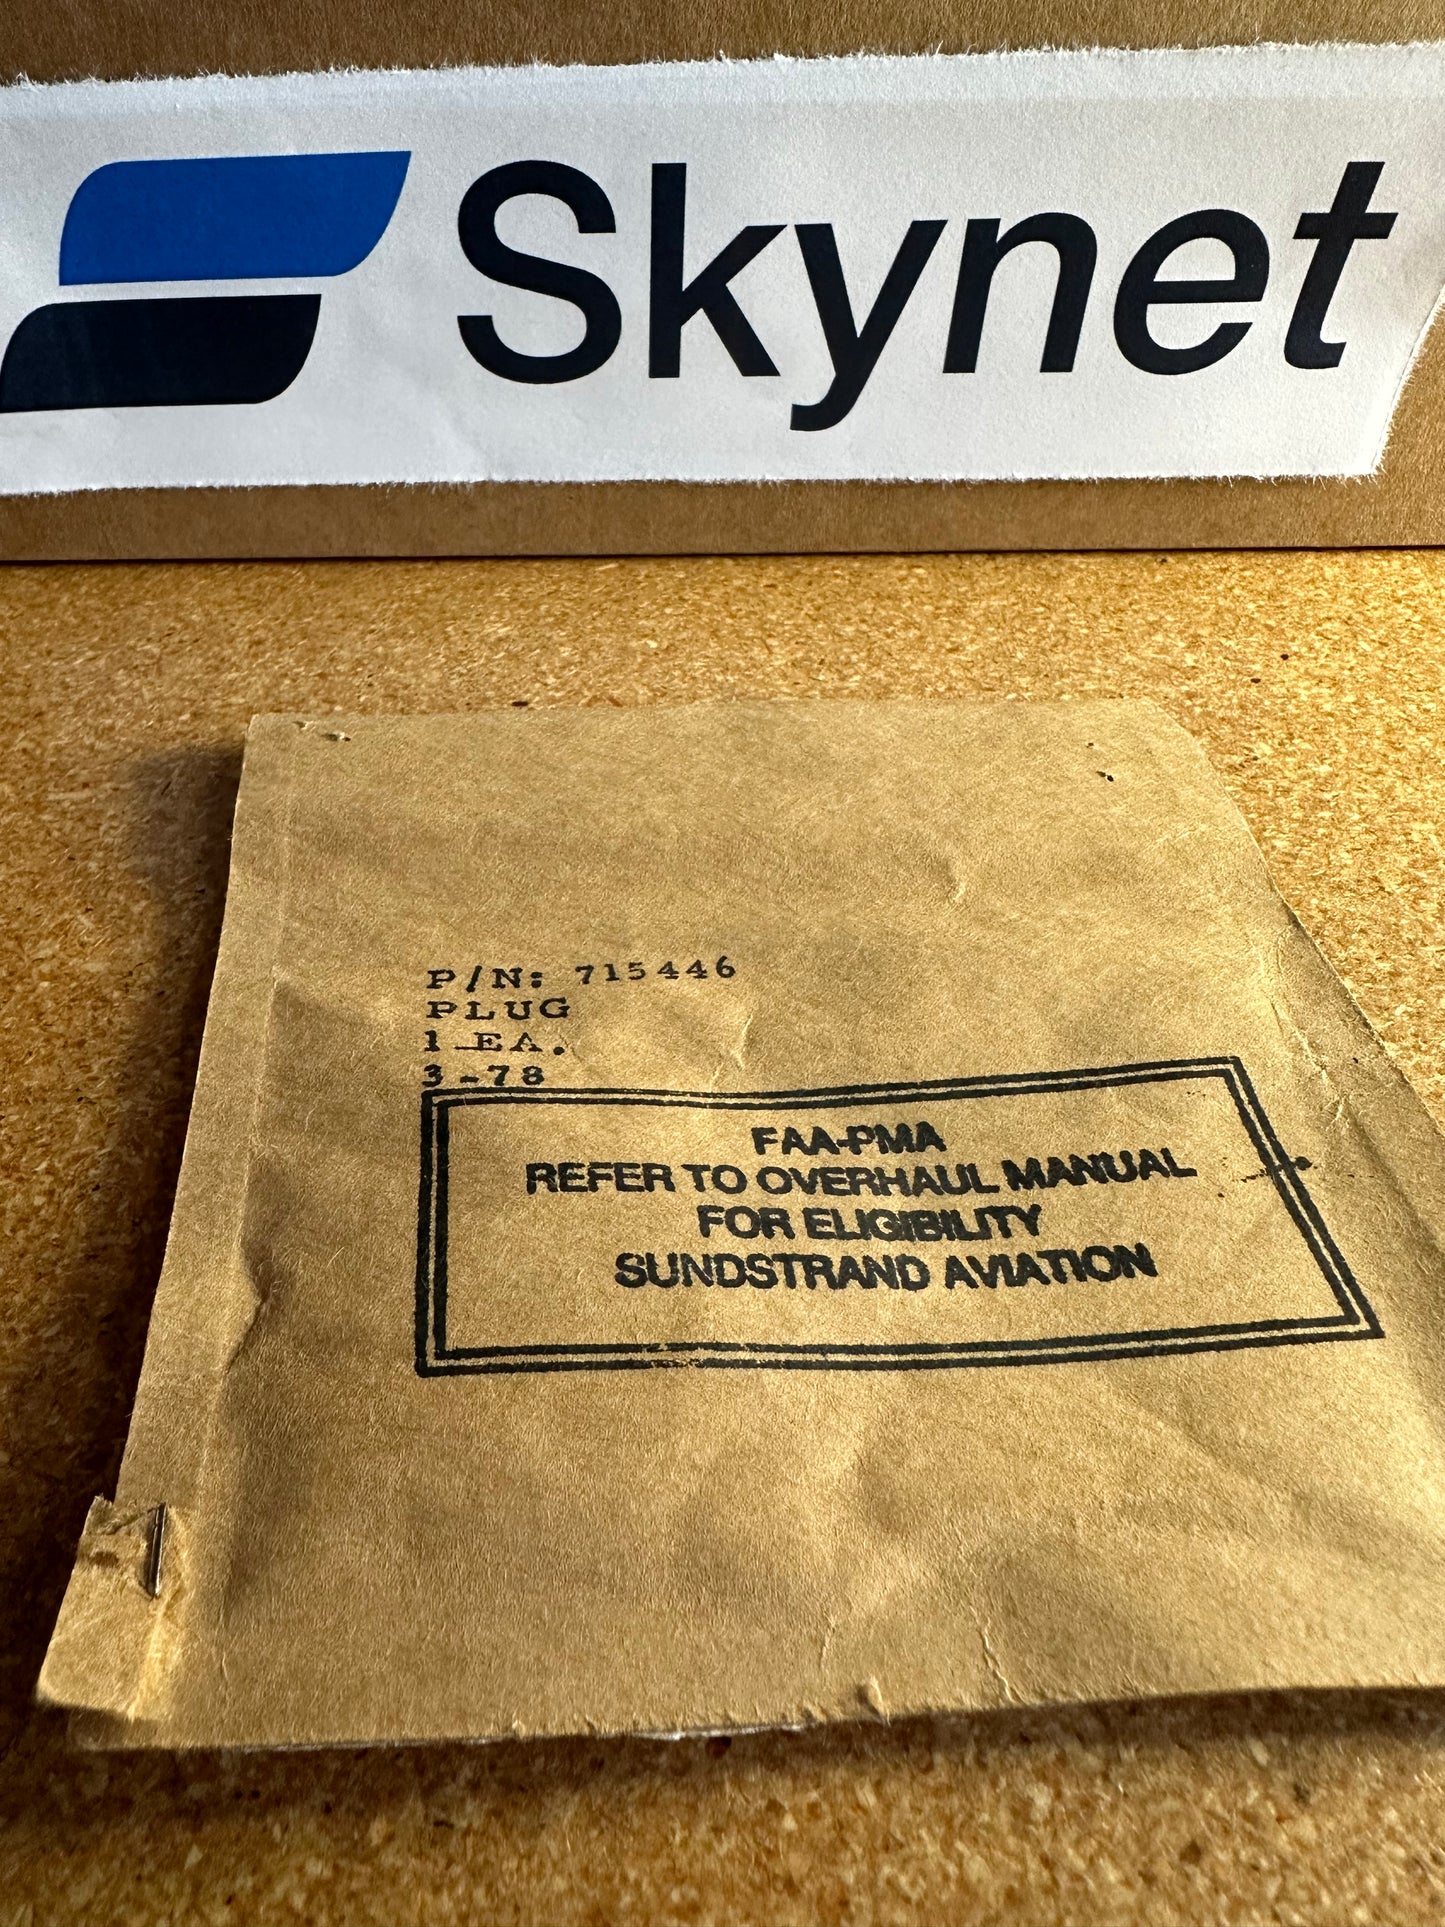 Skynet
P/N: 715446
PLUG
1 EA.
3-78
FAA-PMA
REFER TO OVERHAUL MANUAL
FOR ELIGIBILITY
SUNDSTRAND AVIATION